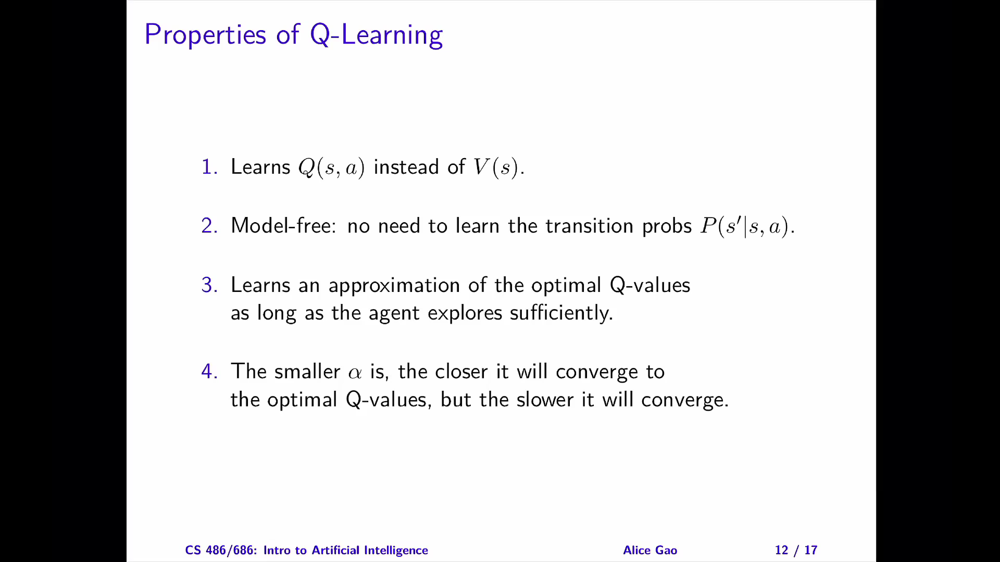 Properties of Q-Learning
1. Learns Q(s, a) instead of V(s).
2. Model-free: no need to learn the transition probs P(s′|s, a).
3. Learns an approximation of the optimal Q-values
as long as the agent explores sufficiently.
4. The smaller α is, the closer it will converge to
the optimal Q-values, but the slower it will converge.
CS 486/686: Intro to Artificial Intelligence Alice Gao 12 / 17